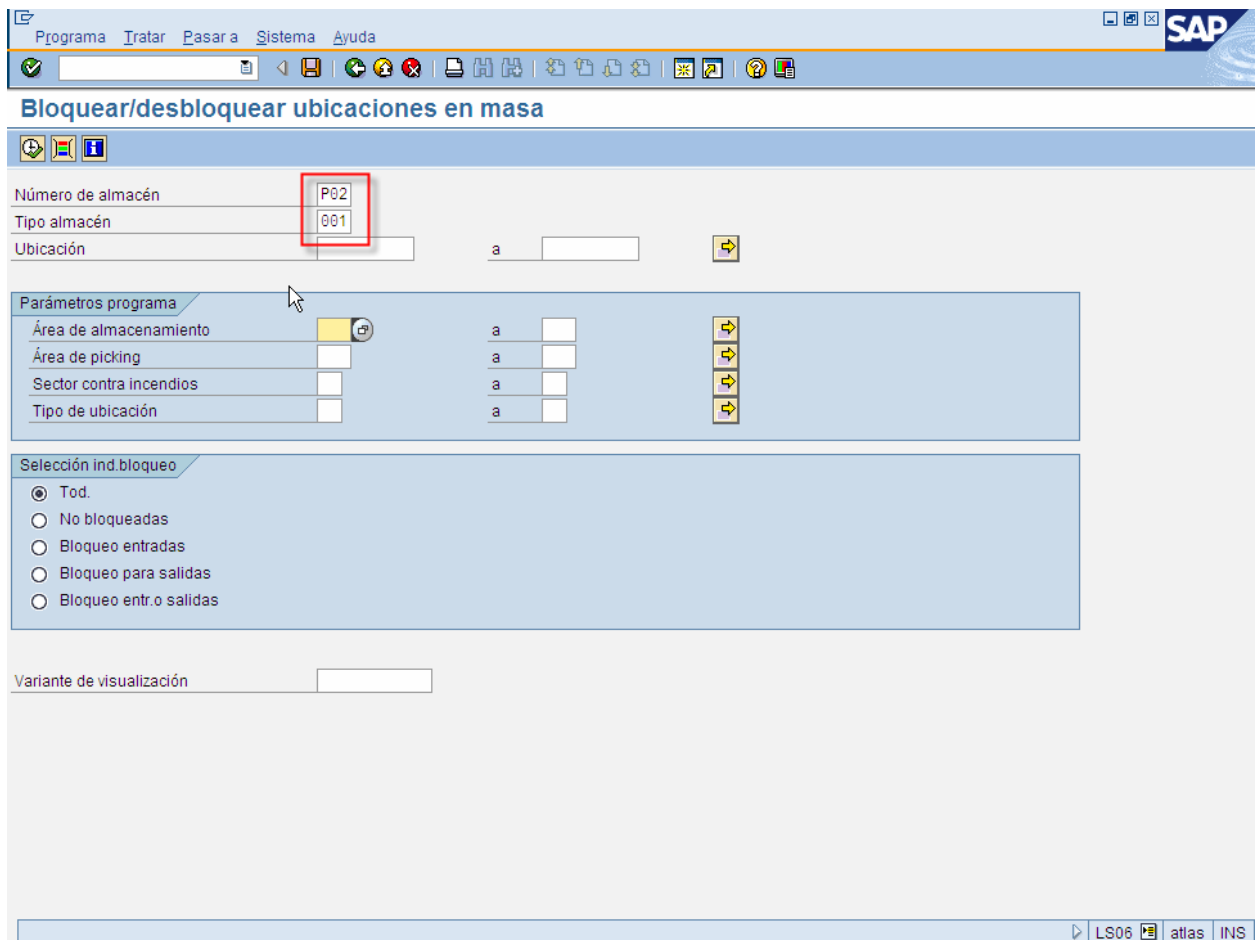 Programa Tratar Pasar a Sistema Ayuda
SAP
Bloquear/desbloquear ubicaciones en masa
Número de almacén P02
Tipo almacén 001
Ubicación a
Parámetros programa
Área de almacenamiento a
Área de picking a
Sector contra incendios a
Tipo de ubicación a
Selección ind.bloqueo
Tod.
No bloqueadas
Bloqueo entradas
Bloqueo para salidas
Bloqueo entr.o salidas
Variante de visualización
LS06 atlas INS